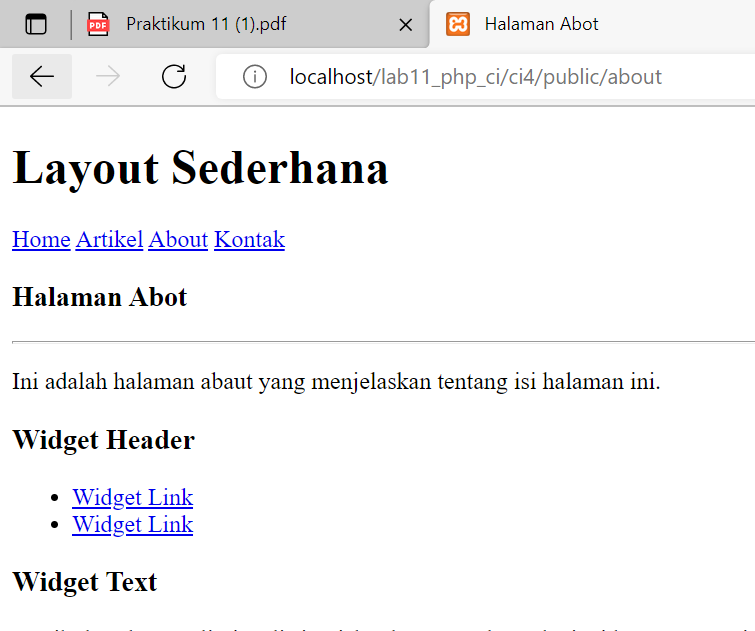 PDF Praktikum 11 (1).pdf Halaman Abot
localhost/lab11_php_ci/ci4/public/about
Layout Sederhana
Home Artikel About Kontak
Halaman Abot
Ini adalah halaman abaut yang menjelaskan tentang isi halaman ini.
Widget Header
Widget Link
Widget Link
Widget Text